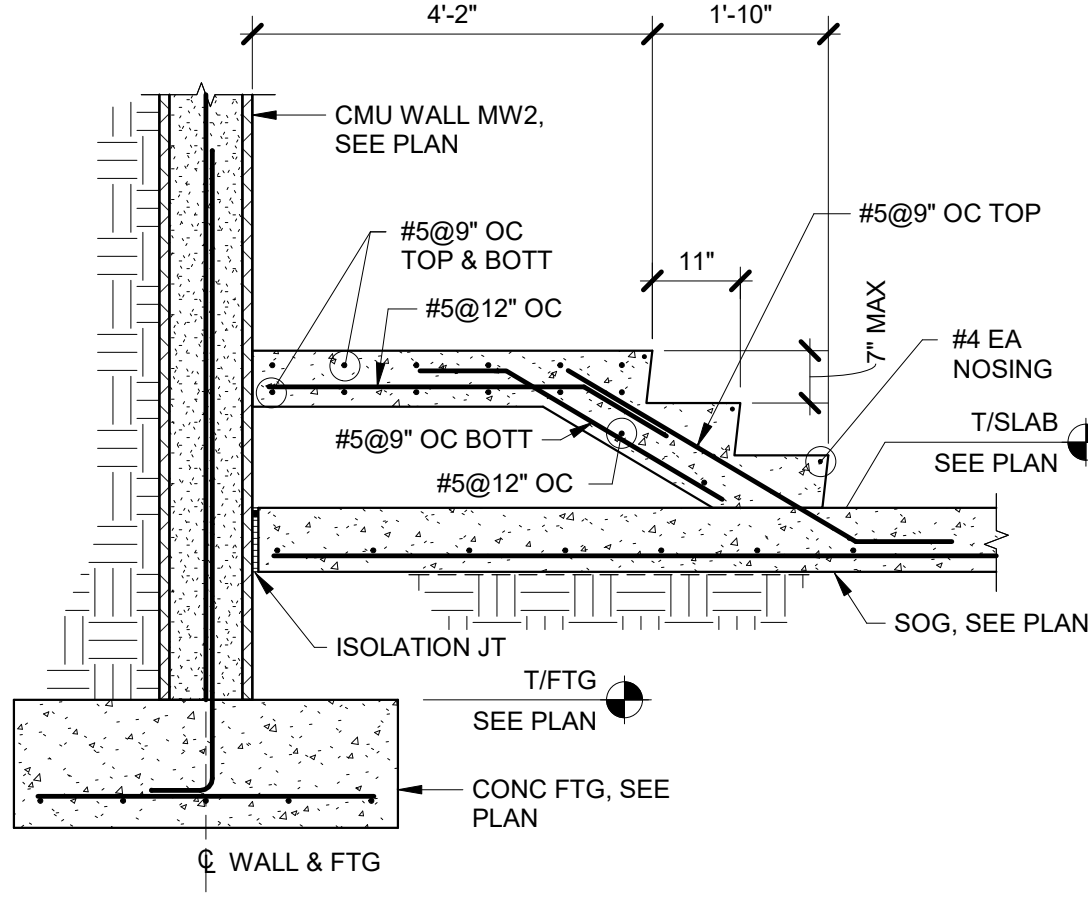 4'-2"
1'-10"
CMU WALL MW2,
SEE PLAN
#5@9" OC
TOP & BOTT
#5@9" OC TOP
11"
7" MAX
#5@12" OC
#4 EA
NOSING
T/SLAB
SEE PLAN
#5@9" OC BOTT
#5@12" OC
SOG, SEE PLAN
ISOLATION JT
T/FTG
SEE PLAN
CONC FTG, SEE
PLAN
℄ WALL & FTG